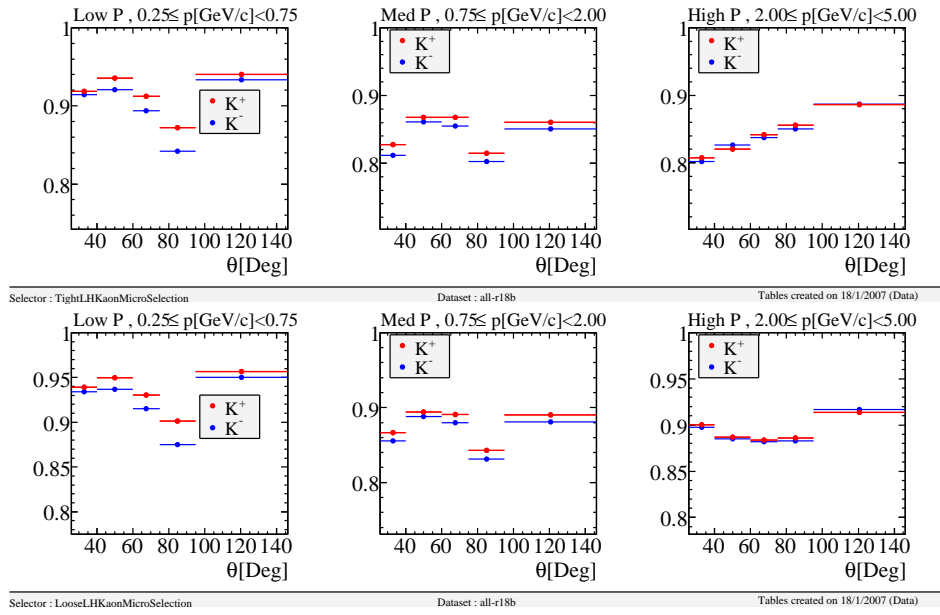 Low P , 0.25≤ p[GeV/c]<0.75
Med P , 0.75≤ p[GeV/c]<2.00
High P , 2.00≤ p[GeV/c]<5.00
1
0.9
0.8
K+
K-
40 60 80 100 120 140
θ[Deg]
1
0.9
0.8
K+
K-
40 60 80 100 120 140
θ[Deg]
1
0.9
0.8
K+
K-
40 60 80 100 120 140
θ[Deg]
Selector : TightLHKaonMicroSelection
Dataset : all-r18b
Tables created on 18/1/2007 (Data)
Low P , 0.25≤ p[GeV/c]<0.75
Med P , 0.75≤ p[GeV/c]<2.00
High P , 2.00≤ p[GeV/c]<5.00
1
0.95
0.9
0.85
0.8
K+
K-
40 60 80 100 120 140
θ[Deg]
1
0.9
0.8
K+
K-
40 60 80 100 120 140
θ[Deg]
1
0.95
0.9
0.85
0.8
K+
K-
40 60 80 100 120 140
θ[Deg]
Selector : LooseLHKaonMicroSelection
Dataset : all-r18b
Tables created on 18/1/2007 (Data)